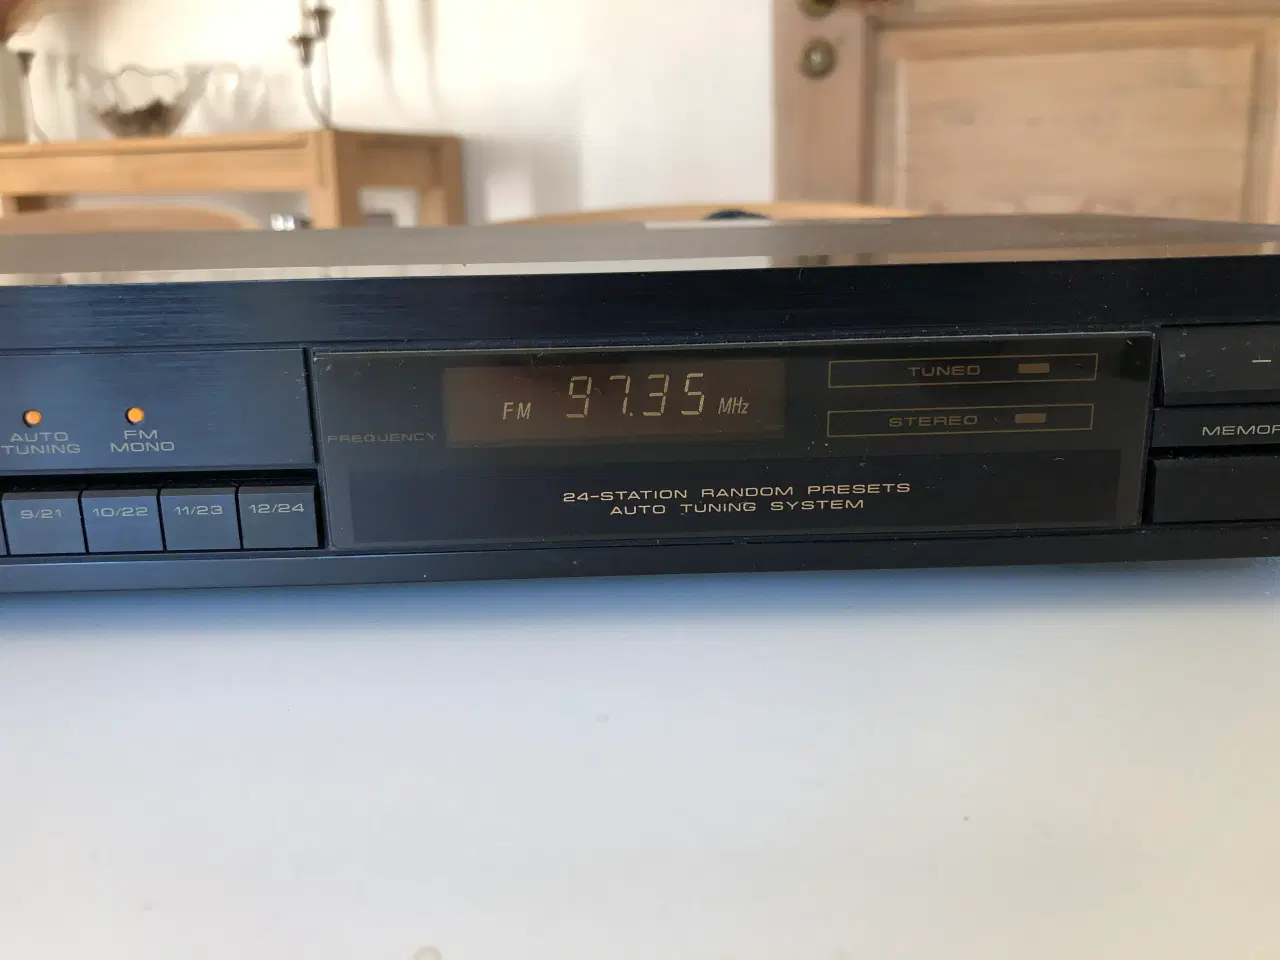 AUTO
TUNING
FM
MONO
9/21
10/22
11/23
12/24
FREQUENCY
FM 97.35 MHz
TUNED
STEREO
24-STATION RANDOM PRESETS
AUTO TUNING SYSTEM
−
MEMOR